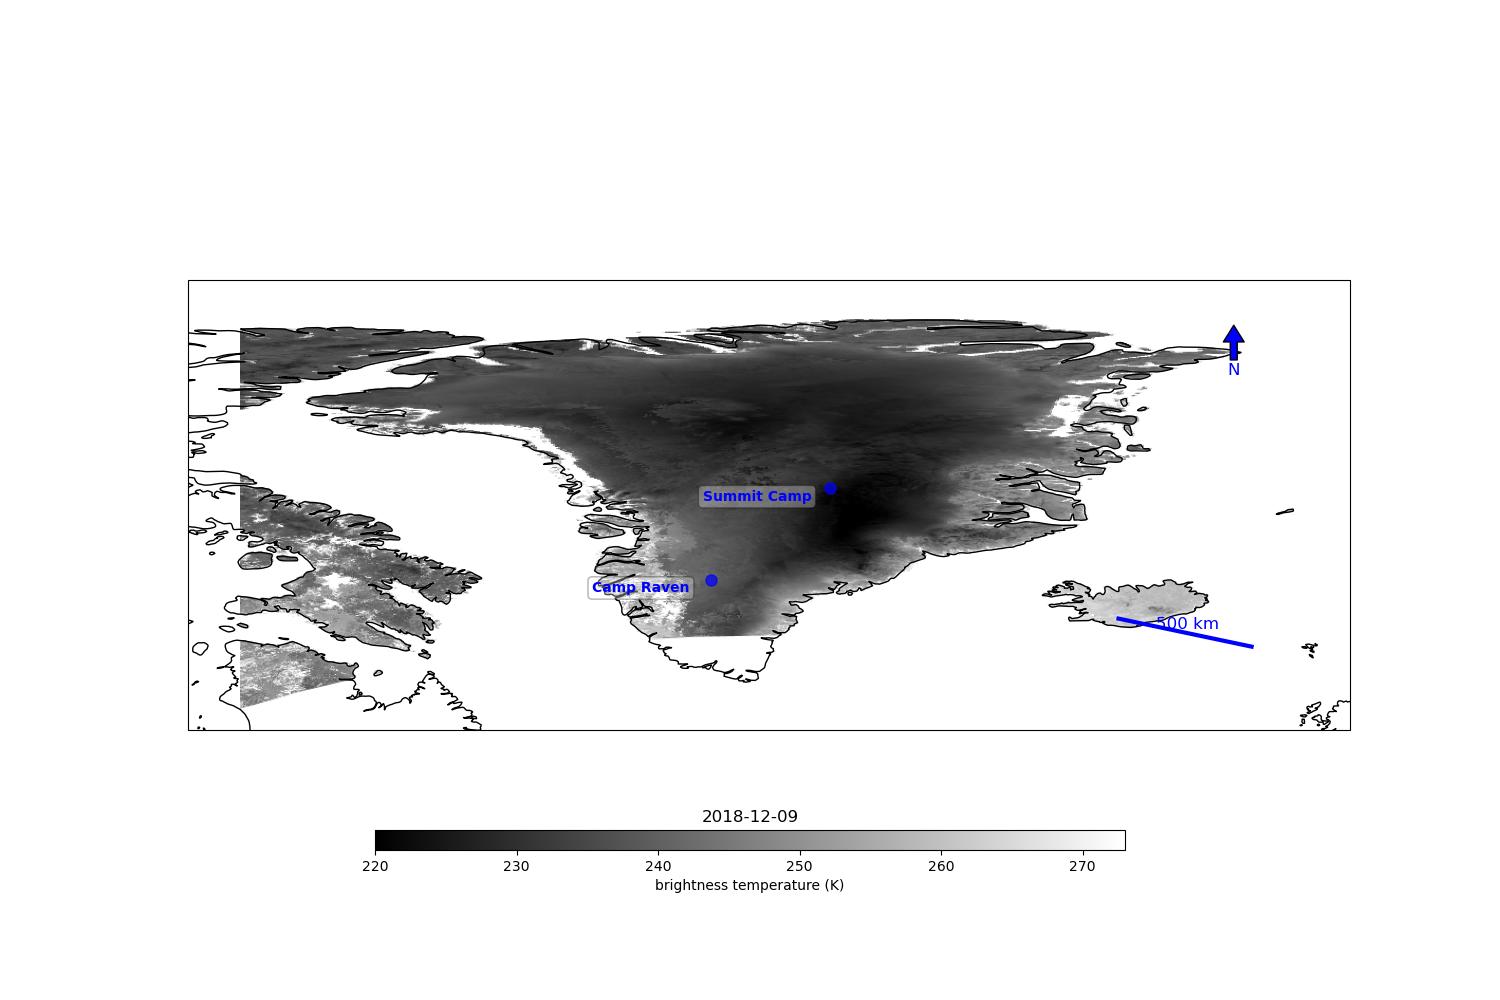 N
Summit Camp
Camp Raven
500 km
2018-12-09
220 230 240 250 260 270
brightness temperature (K)